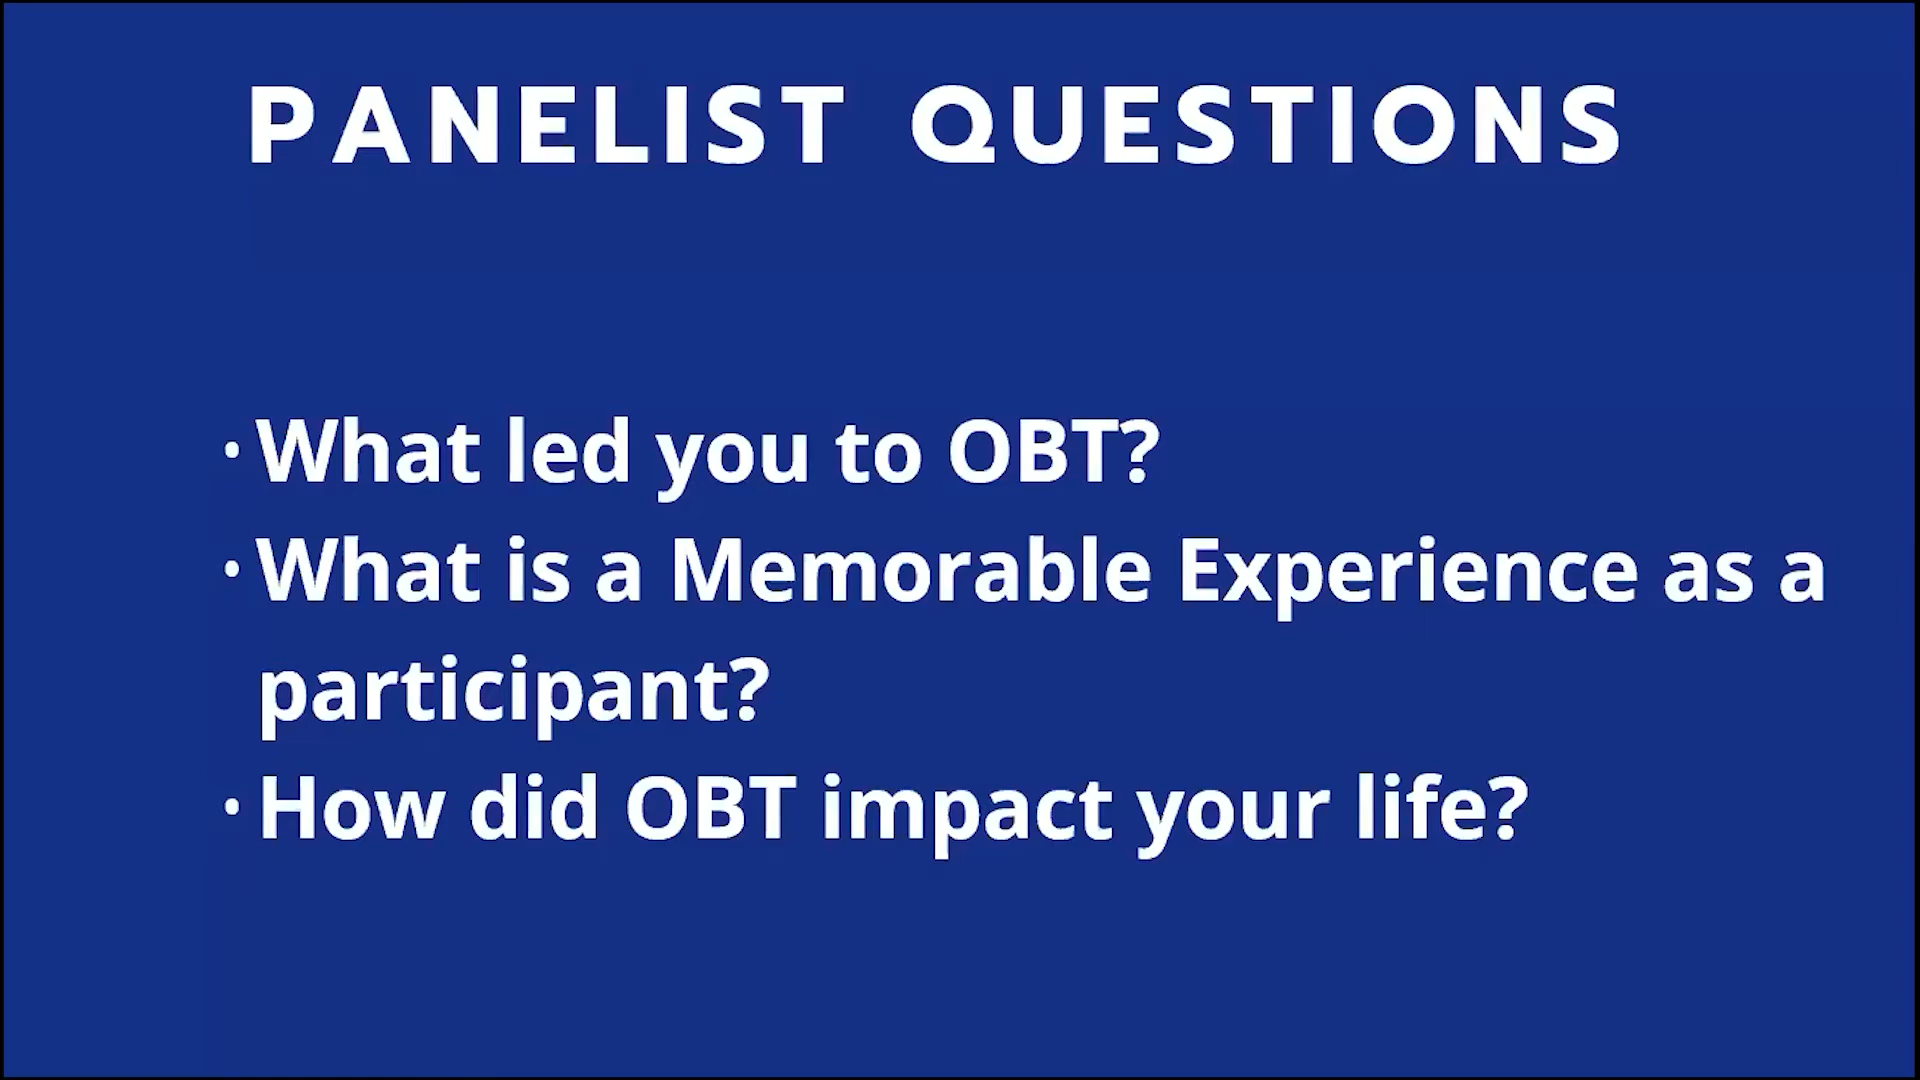 PANELIST QUESTIONS
· What led you to OBT?
· What is a Memorable Experience as a
participant?
· How did OBT impact your life?